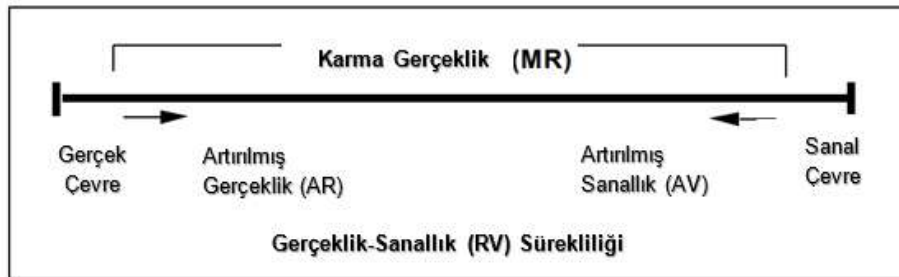 Karma Gerçeklik (MR)
Gerçek
Çevre
Artırılmış
Gerçeklik (AR)
Artırılmış
Sanallık (AV)
Sanal
Çevre
Gerçeklik-Sanallık (RV) Sürekliliği